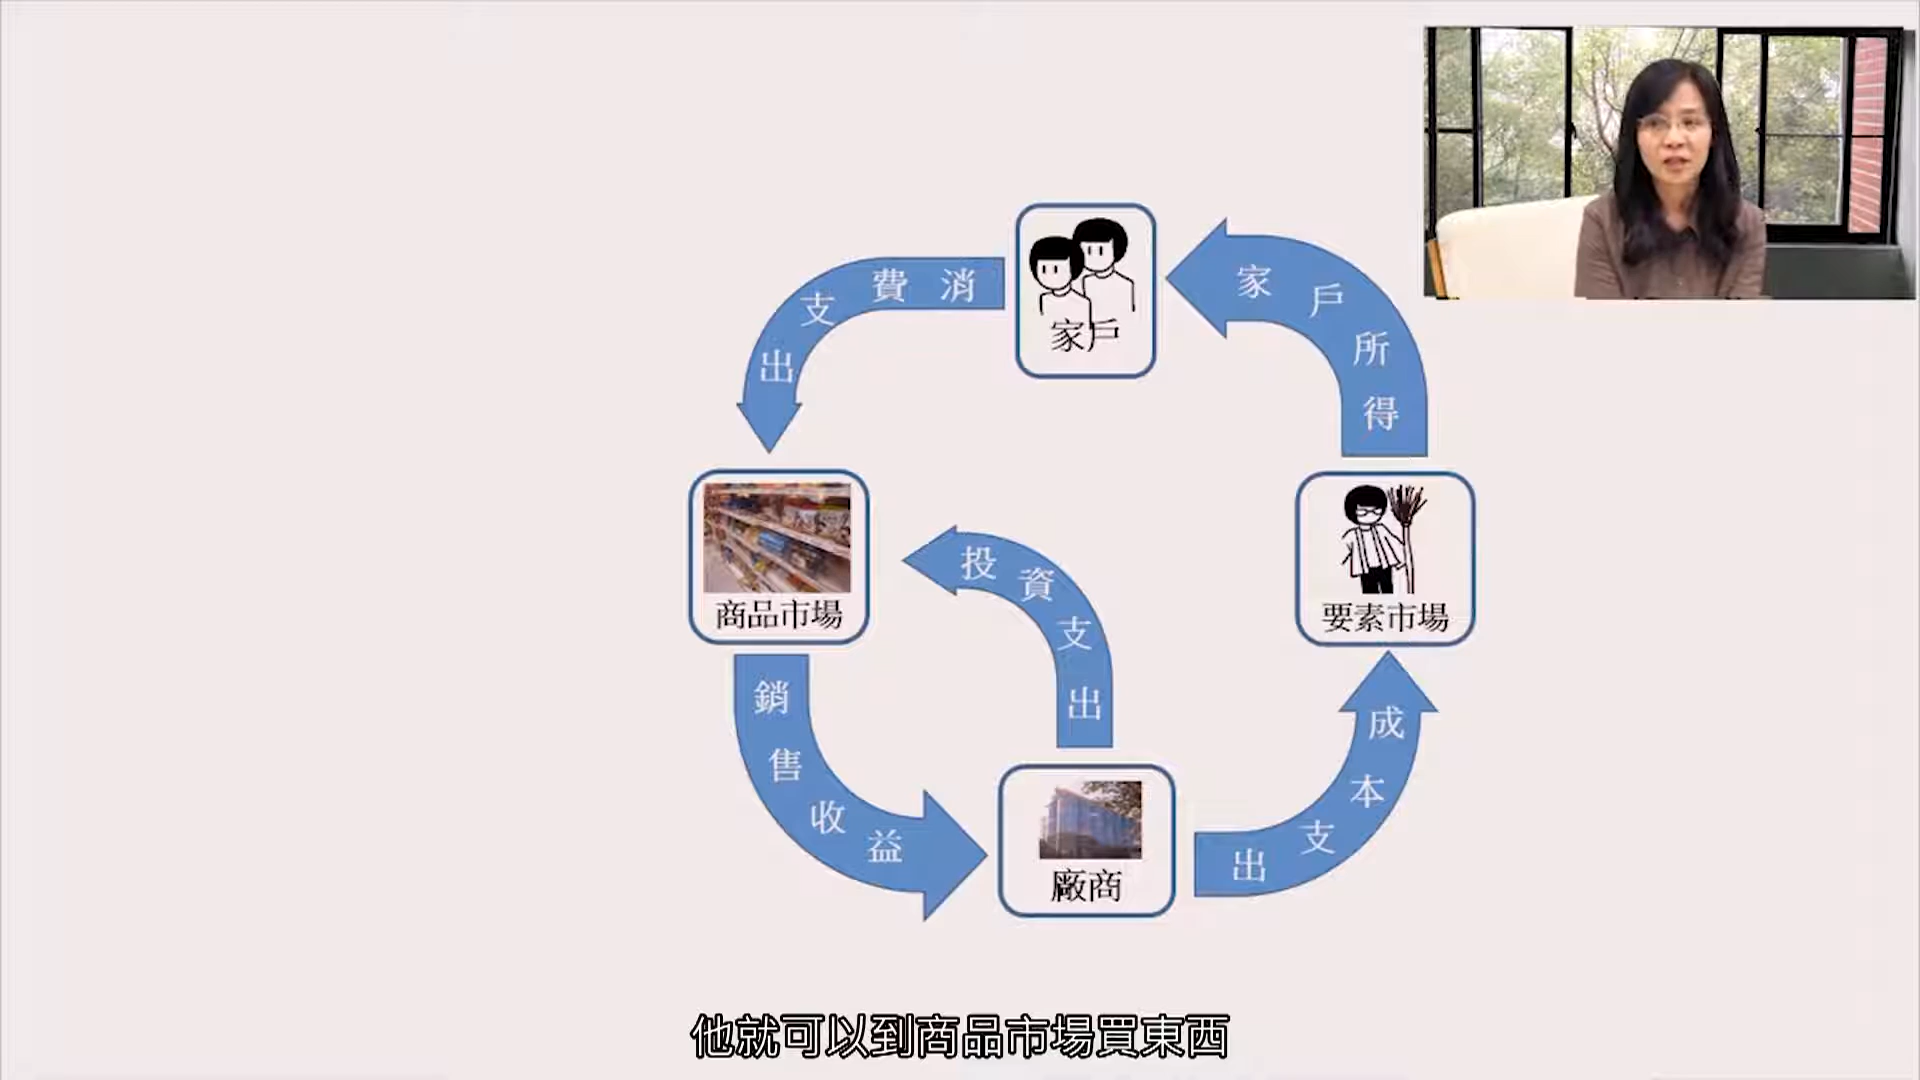 家戶
消費支出
家戶所得
商品市場
投資支出
要素市場
銷售收益
廠商
成本支出
他就可以到商品市場買東西